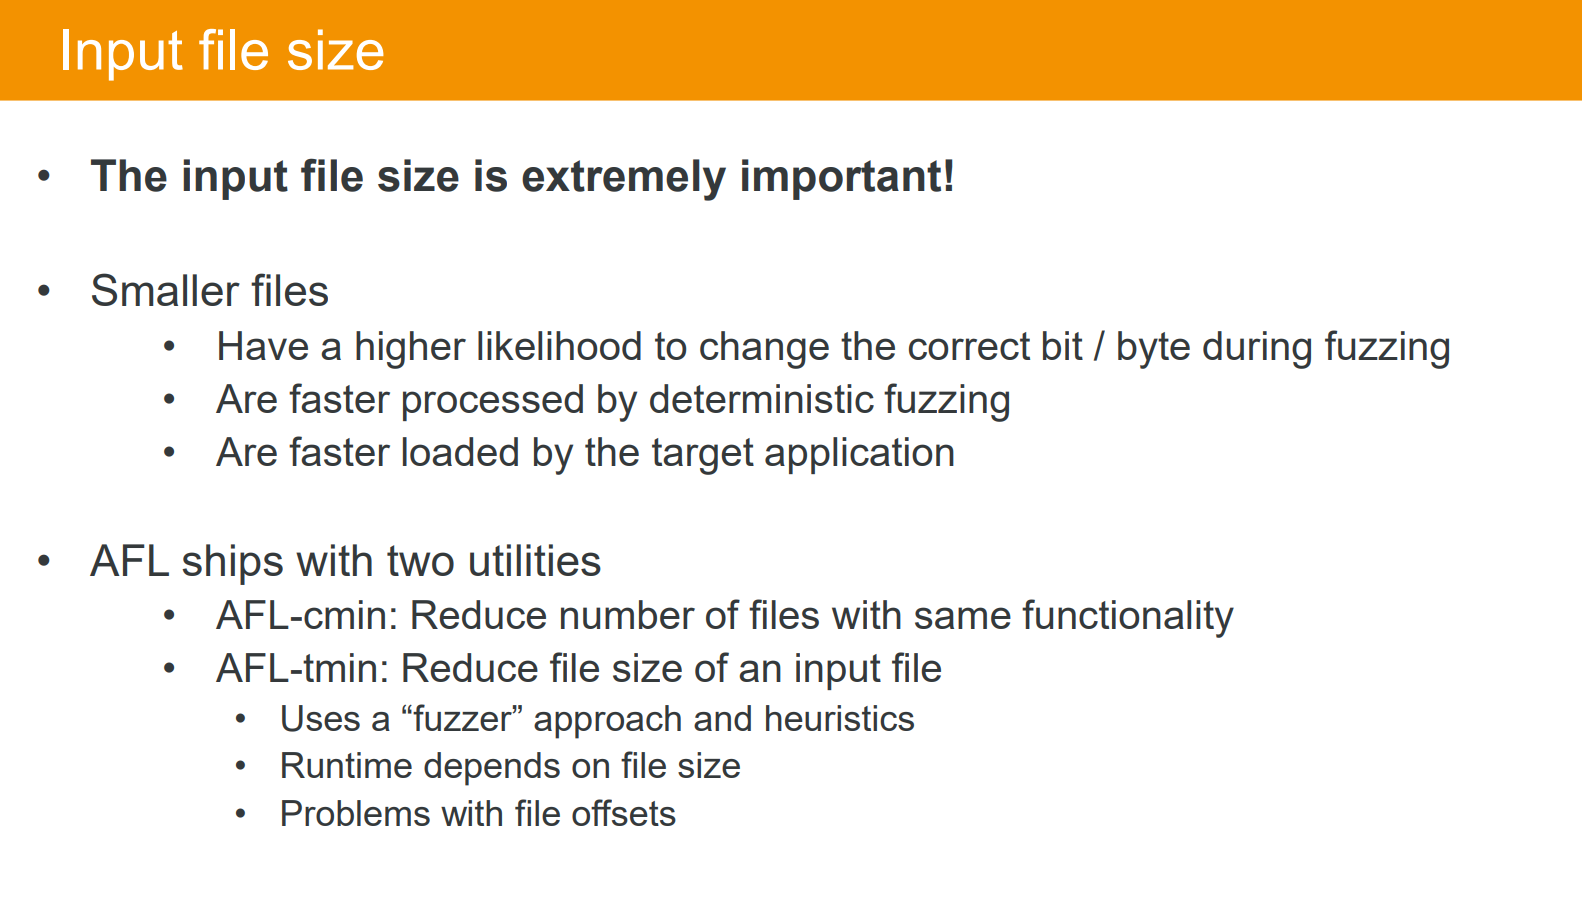 Input file size
• The input file size is extremely important!
• Smaller files
• Have a higher likelihood to change the correct bit / byte during fuzzing
• Are faster processed by deterministic fuzzing
• Are faster loaded by the target application
• AFL ships with two utilities
• AFL-cmin: Reduce number of files with same functionality
• AFL-tmin: Reduce file size of an input file
• Uses a “fuzzer” approach and heuristics
• Runtime depends on file size
• Problems with file offsets